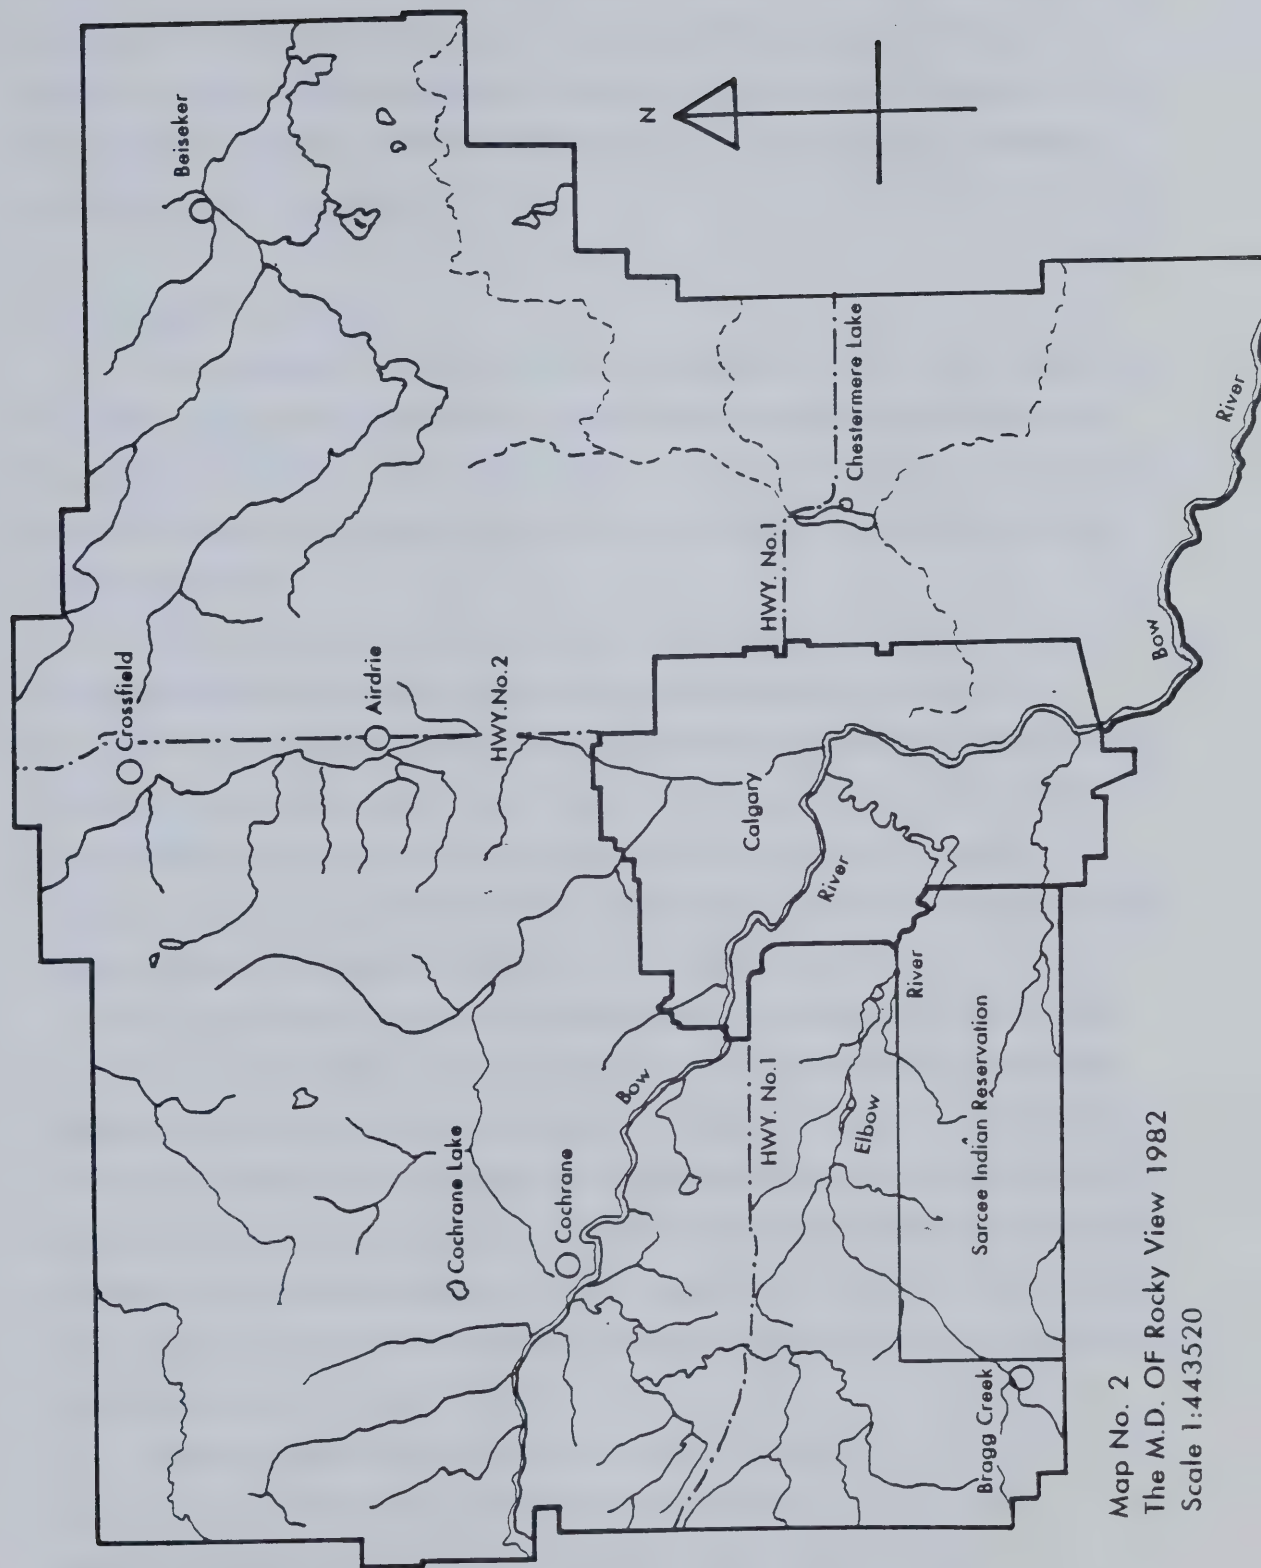 Beiseker
N
Crossfield
Airdrie
HWY. No.2
HWY. No.1
Chestermere Lake
Cochrane Lake
Cochrane
Calgary
Bow
River
HWY. No.1
Elbow
River
Bow
River
Sarcee Indian Reservation
Bragg Creek
Map No. 2
The M.D. OF Rocky View 1982
Scale 1:443520